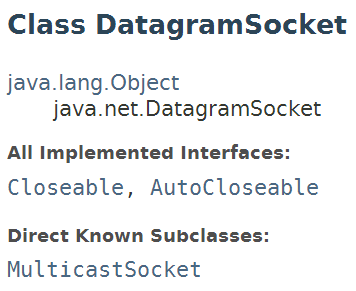 Class DatagramSocket
java.lang.Object
java.net.DatagramSocket
All Implemented Interfaces:
Closeable, AutoCloseable
Direct Known Subclasses:
MulticastSocket